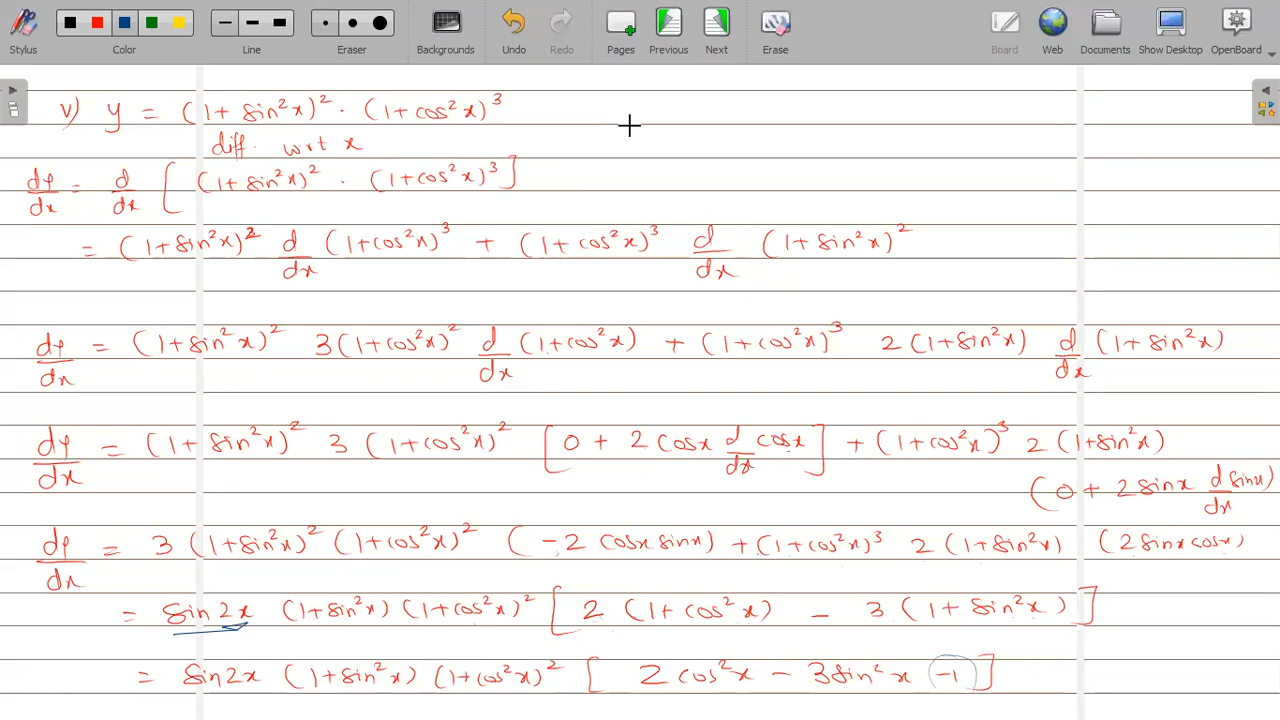 Stylus Color Line Eraser Backgrounds Undo Redo Pages Previous Next Erase Board Web Documents Show Desktop OpenBoard
v) y = (1+ sin²x)² · (1+cos²x)³
diff. wrt x
dy/dx = d/dx [(1+sin²x)² · (1+cos²x)³]
= (1+sin²x)² d/dx (1+cos²x)³ + (1+cos²x)³ d/dx (1+sin²x)²
dy/dx = (1+sin²x)² 3(1+cos²x)² d/dx (1+cos²x) + (1+cos²x)³ 2(1+sin²x) d/dx (1+sin²x)
dy/dx = (1+sin²x)² 3 (1+cos²x)² [0 + 2 cosx d/dx cosx] + (1+cos²x)³ 2 (1+sin²x)
(0 + 2 sinx d/dx sinx)
dy/dx = 3 (1+sin²x)² (1+cos²x)² (-2 cosx sinx) + (1+cos²x)³ 2 (1+sin²x) (2 sinx cosx)
= sin2x (1+sin²x) (1+cos²x)² [2 (1+cos²x) - 3 (1+sin²x)]
= sin2x (1+sin²x) (1+cos²x)² [2 cos²x - 3sin²x -1]